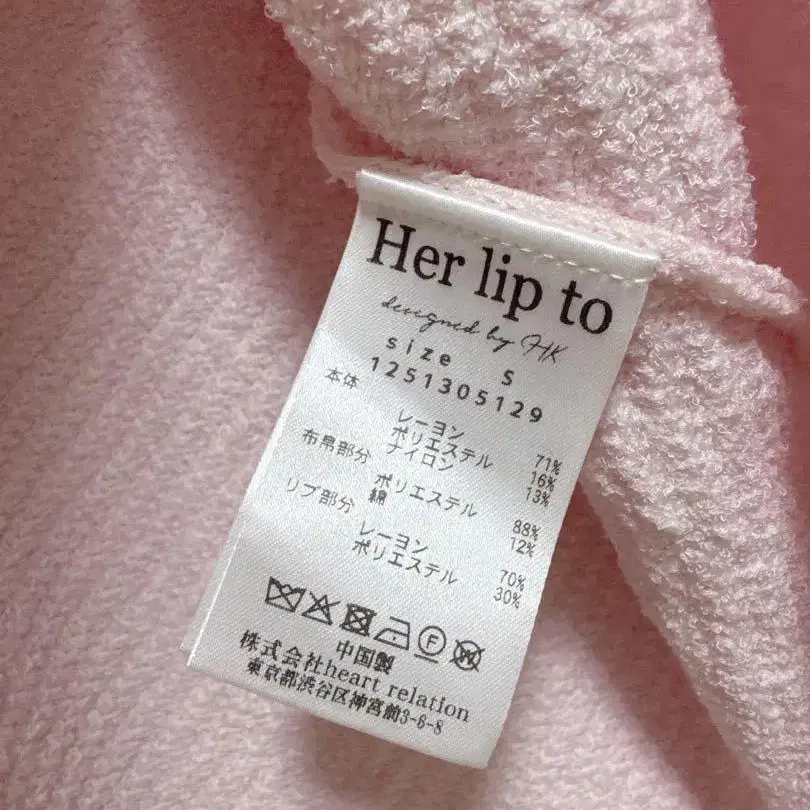 Her lip to
designed by HK
size S
1251305129
本体
レーヨン 71%
ポリエステル 16%
ナイロン 13%
布帛部分
ポリエステル 88%
綿 12%
リブ部分
レーヨン 70%
ポリエステル 30%
F W
中国製
株式会社heart relation
東京都渋谷区神宮前3-6-8